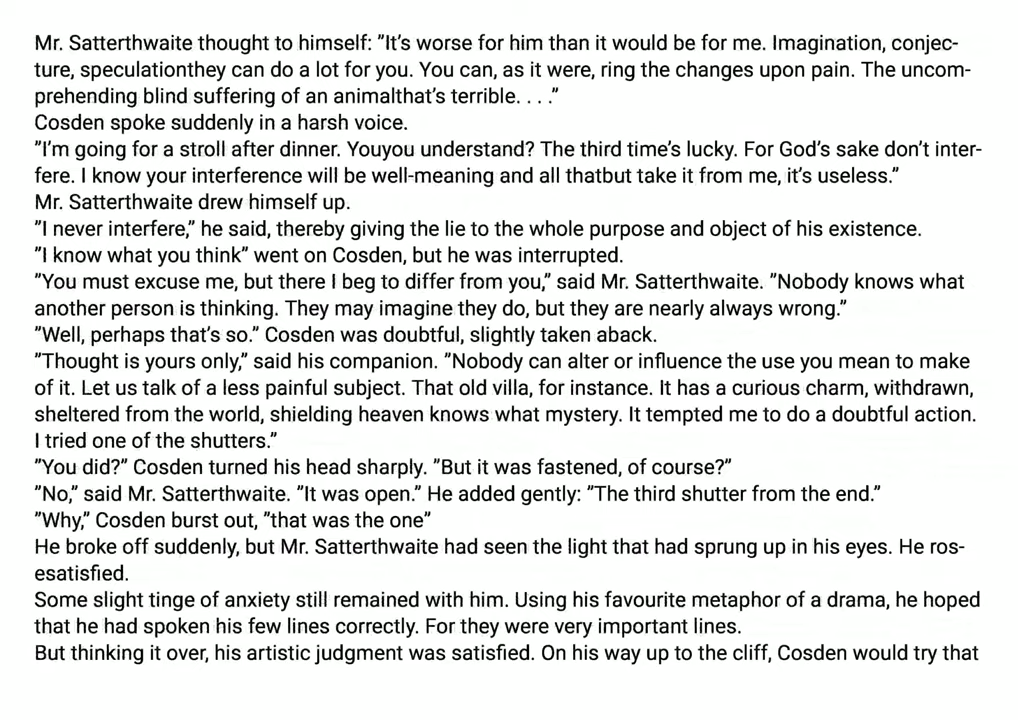 Mr. Satterthwaite thought to himself: "It's worse for him than it would be for me. Imagination, conjec-
ture, speculationthey can do a lot for you. You can, as it were, ring the changes upon pain. The uncom-
prehending blind suffering of an animalthat's terrible. . . ."
Cosden spoke suddenly in a harsh voice.
"I'm going for a stroll after dinner. Youyou understand? The third time's lucky. For God's sake don't inter-
fere. I know your interference will be well-meaning and all thatbut take it from me, it's useless."
Mr. Satterthwaite drew himself up.
"I never interfere," he said, thereby giving the lie to the whole purpose and object of his existence.
"I know what you think" went on Cosden, but he was interrupted.
"You must excuse me, but there I beg to differ from you," said Mr. Satterthwaite. "Nobody knows what
another person is thinking. They may imagine they do, but they are nearly always wrong."
"Well, perhaps that's so." Cosden was doubtful, slightly taken aback.
"Thought is yours only," said his companion. "Nobody can alter or influence the use you mean to make
of it. Let us talk of a less painful subject. That old villa, for instance. It has a curious charm, withdrawn,
sheltered from the world, shielding heaven knows what mystery. It tempted me to do a doubtful action.
I tried one of the shutters."
"You did?" Cosden turned his head sharply. "But it was fastened, of course?"
"No," said Mr. Satterthwaite. "It was open." He added gently: "The third shutter from the end."
"Why," Cosden burst out, "that was the one"
He broke off suddenly, but Mr. Satterthwaite had seen the light that had sprung up in his eyes. He ros-
esatisfied.
Some slight tinge of anxiety still remained with him. Using his favourite metaphor of a drama, he hoped
that he had spoken his few lines correctly. For they were very important lines.
But thinking it over, his artistic judgment was satisfied. On his way up to the cliff, Cosden would try that